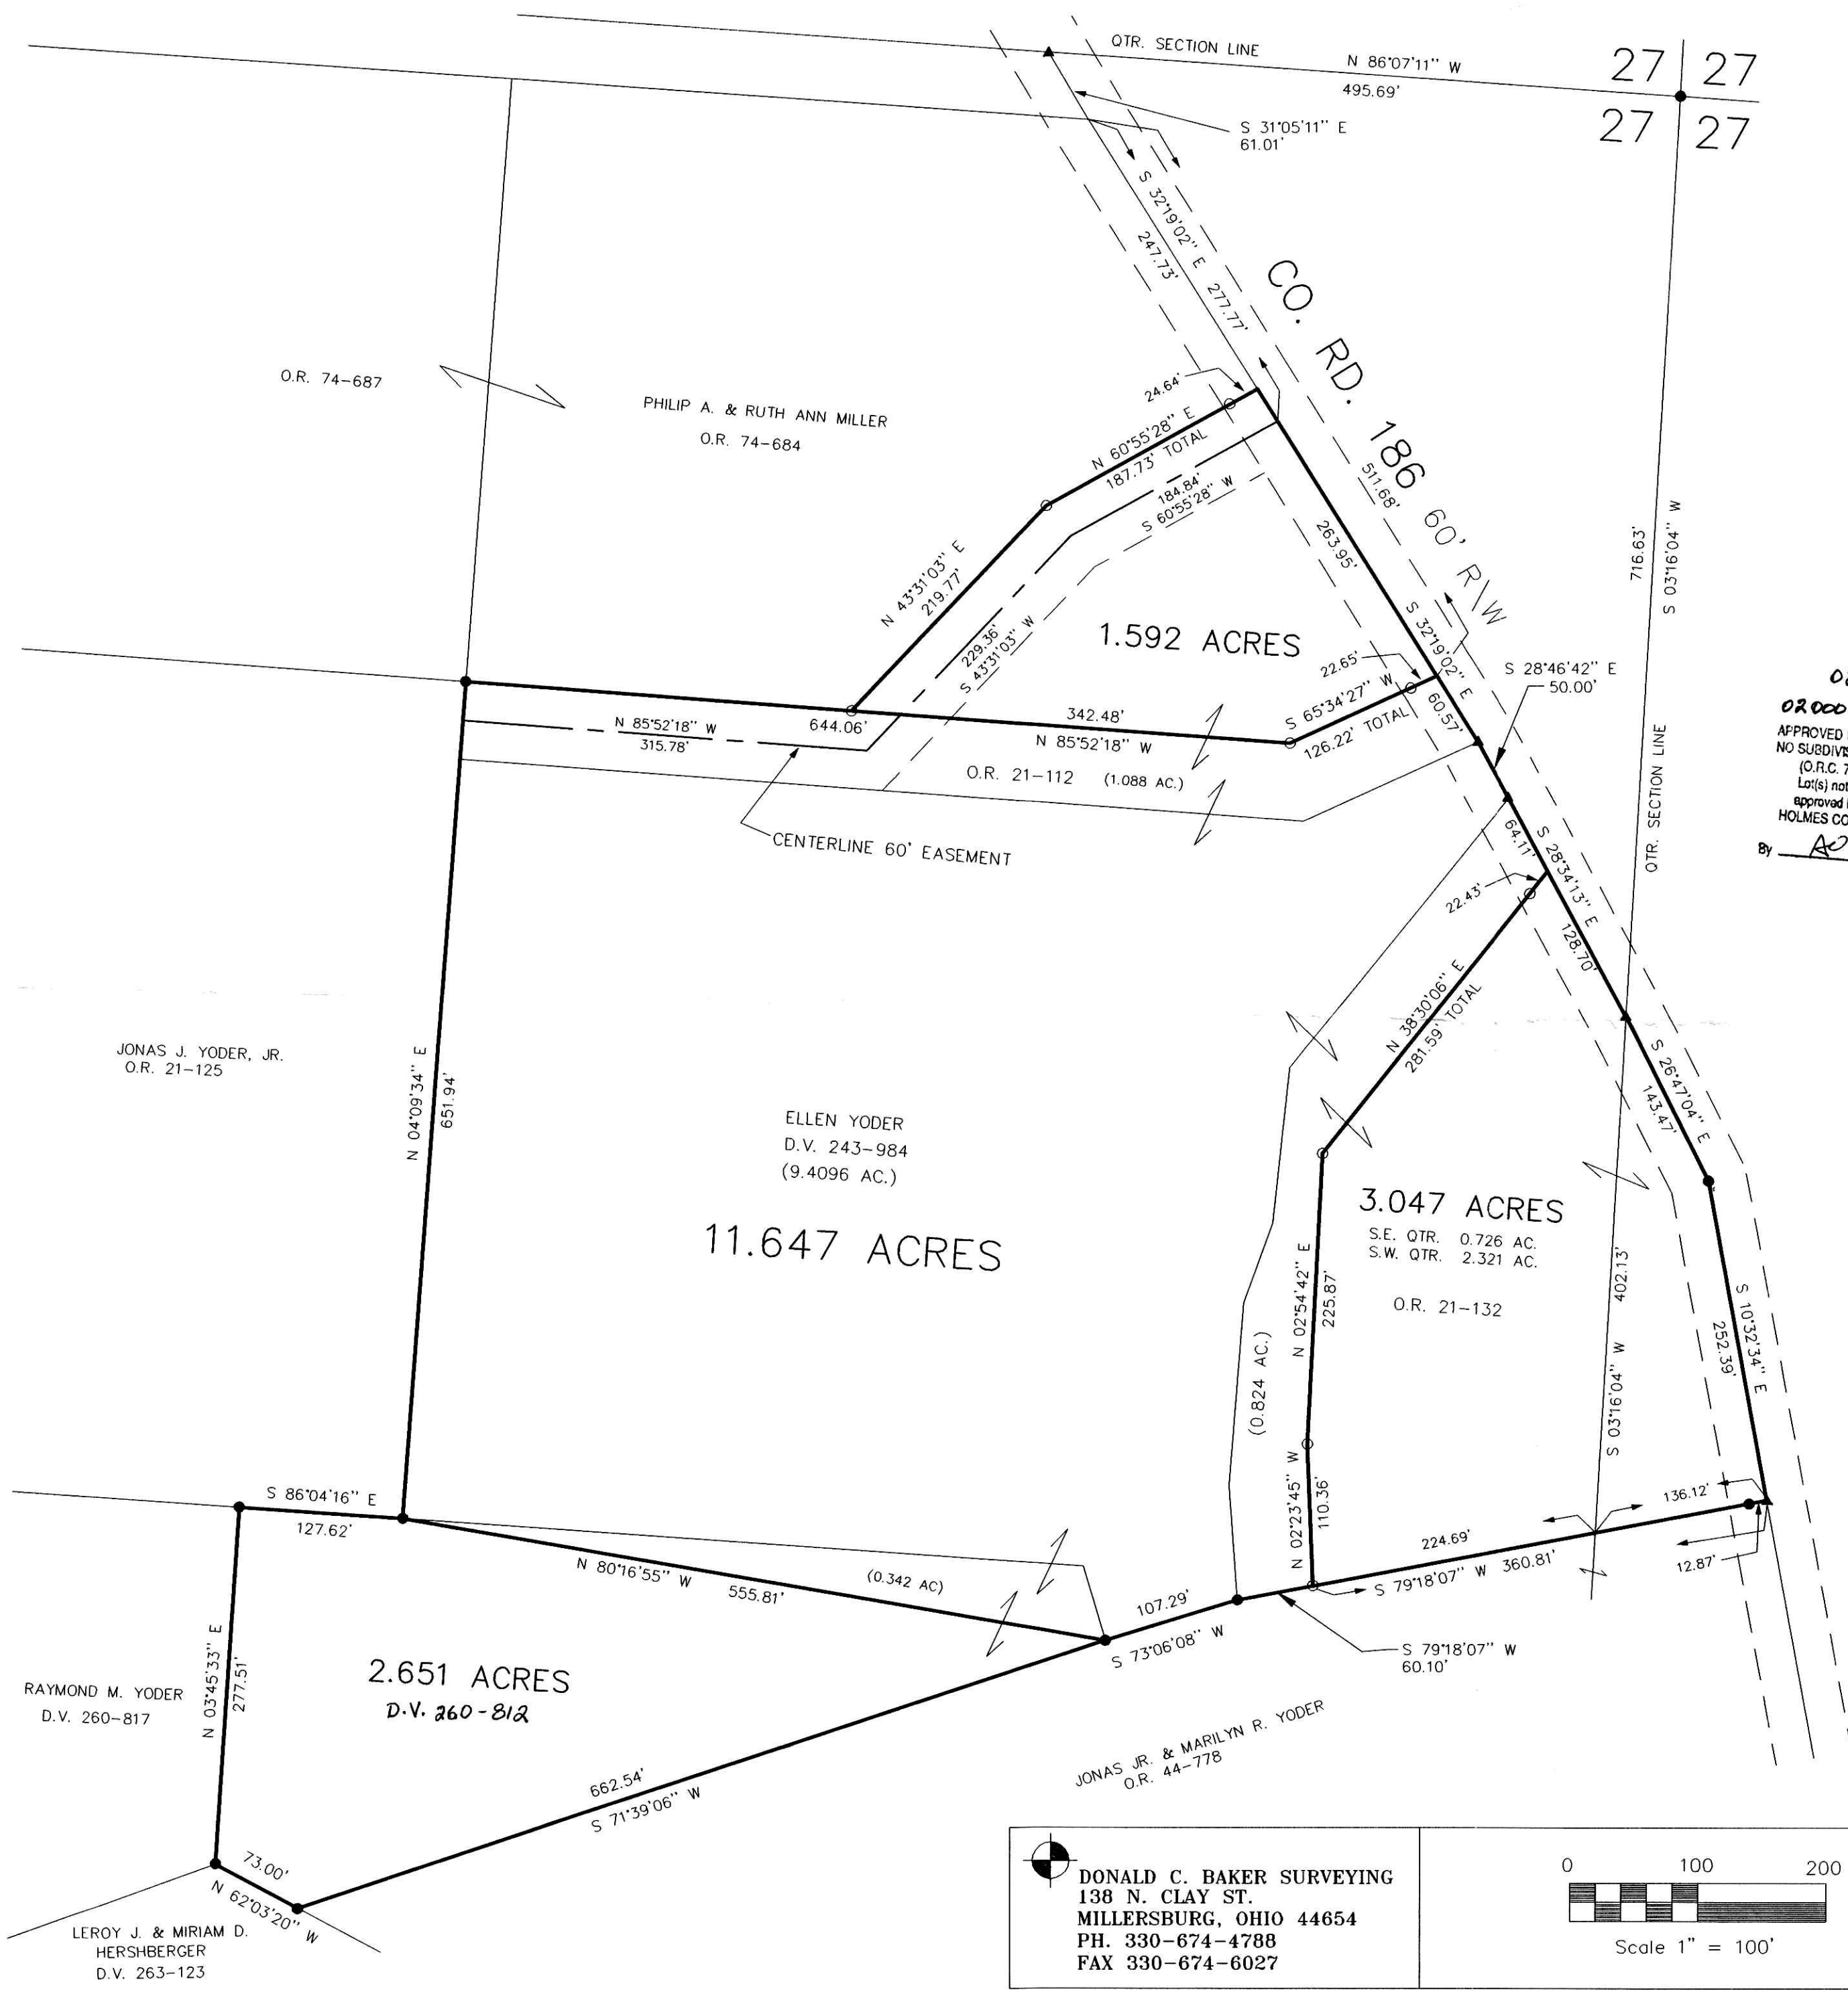 QTR. SECTION LINE
N 86°07'11" W
495.69'
27 27
27 27
S 31°05'11" E
61.01'
S 32°19'02" E 277.77'
247.73'
CO. RD. 186 60' R\W
511.68'
O.R. 74-687
PHILIP A. & RUTH ANN MILLER
O.R. 74-684
24.64'
N 60°55'28" E
187.73' TOTAL
184.84'
S 60°55'28" W
N 43°31'03" E
219.77'
229.36'
S 43°31'03" W
263.95'
S 32°19'02" E
60.57'
1.592 ACRES
22.65'
S 65°34'27" W
126.22' TOTAL
S 28°46'42" E
50.00'
716.63'
S 03°16'04" W
QTR. SECTION LINE
02000
APPROVED
NO SUBDIVIS
(O.R.C. 7
Lot(s) not
approved
HOLMES CO
By
N 85°52'18" W
315.78'
644.06'
342.48'
N 85°52'18" W
O.R. 21-112 (1.088 AC.)
CENTERLINE 60' EASEMENT
64.11'
S 28°34'13" E
128.70'
22.43'
N 38°30'06" E
281.59' TOTAL
S 26°47'04" E
143.47'
JONAS J. YODER, JR.
O.R. 21-125
N 04°09'34" E
651.94'
ELLEN YODER
D.V. 243-984
(9.4096 AC.)
11.647 ACRES
3.047 ACRES
S.E. QTR. 0.726 AC.
S.W. QTR. 2.321 AC.
O.R. 21-132
N 02°54'42" E
225.87'
(0.824 AC.)
S 03°16'04" W 402.13'
S 10°32'34" E
252.39'
N 02°23'45" W
110.36'
136.12'
224.69'
S 79°18'07" W 360.81'
12.87'
S 86°04'16" E
127.62'
N 80°16'55" W 555.81'
(0.342 AC)
107.29'
S 73°06'08" W
S 79°18'07" W
60.10'
2.651 ACRES
D.V. 260-812
RAYMOND M. YODER
D.V. 260-817
N 03°45'33" E
277.51'
662.54'
S 71°39'06" W
JONAS JR. & MARILYN R. YODER
O.R. 44-778
73.00'
N 62°03'20" W
LEROY J. & MIRIAM D.
HERSHBERGER
D.V. 263-123
DONALD C. BAKER SURVEYING
138 N. CLAY ST.
MILLERSBURG, OHIO 44654
PH. 330-674-4788
FAX 330-674-6027
0 100 200
Scale 1" = 100'